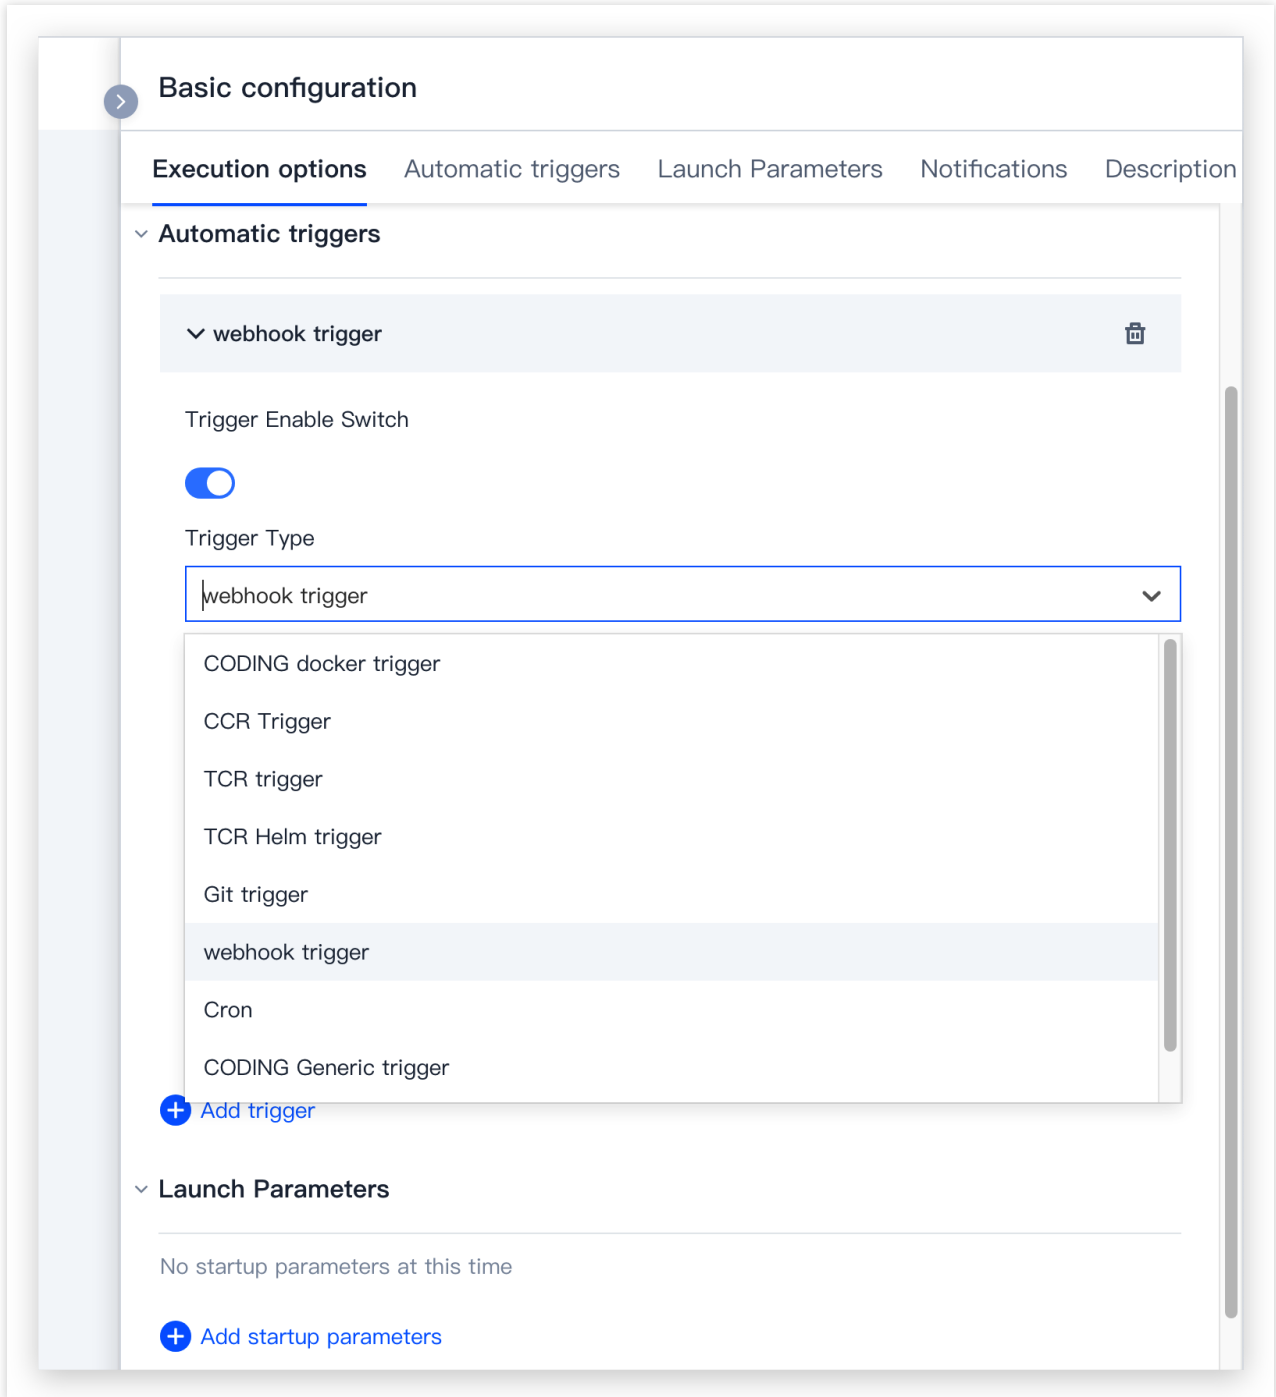 Basic configuration
Execution options Automatic triggers Launch Parameters Notifications Description
Automatic triggers
webhook trigger
Trigger Enable Switch
Trigger Type
webhook trigger
CODING docker trigger
CCR Trigger
TCR trigger
TCR Helm trigger
Git trigger
webhook trigger
Cron
CODING Generic trigger
Add trigger
Launch Parameters
No startup parameters at this time
Add startup parameters